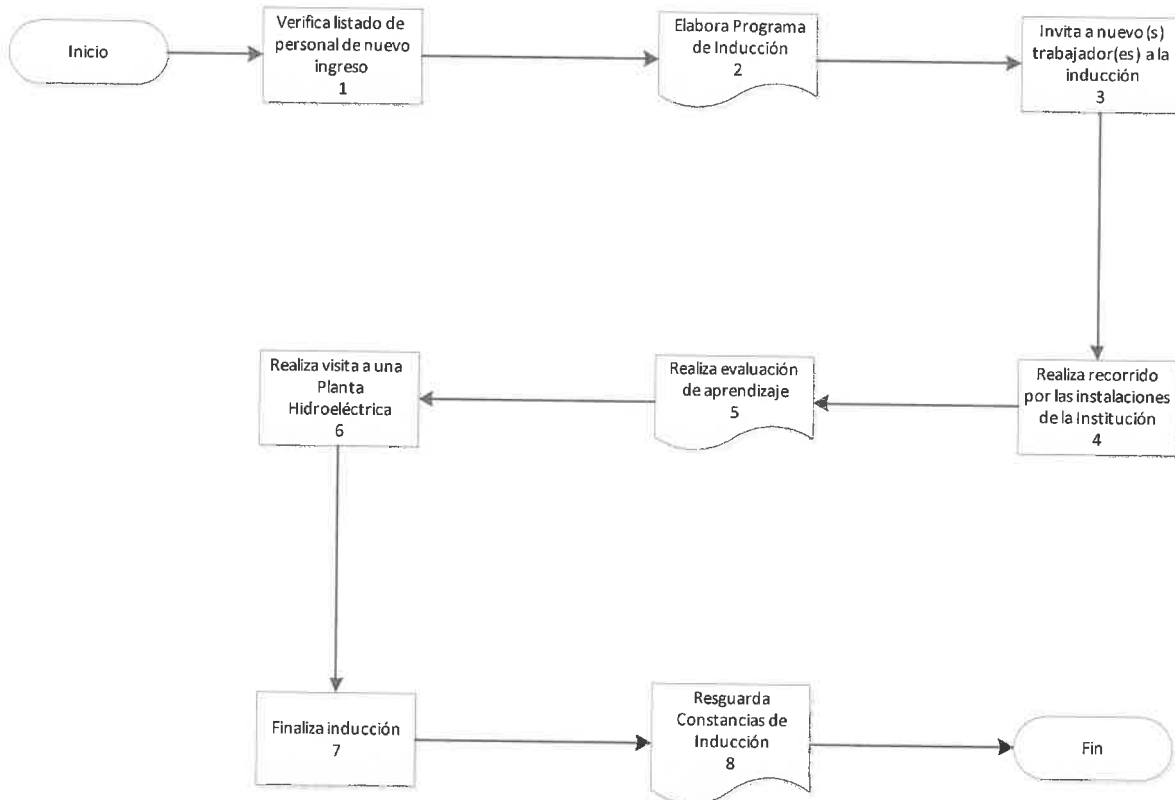 Inicio
Verifica listado de
personal de nuevo
ingreso
1
Elabora Programa
de Inducción
2
Invita a nuevo(s)
trabajador(es) a la
inducción
3
Realiza recorrido
por las instalaciones
de la Institución
4
Realiza evaluación
de aprendizaje
5
Realiza visita a una
Planta
Hidroeléctrica
6
Finaliza inducción
7
Resguarda
Constancias de
Inducción
8
Fin